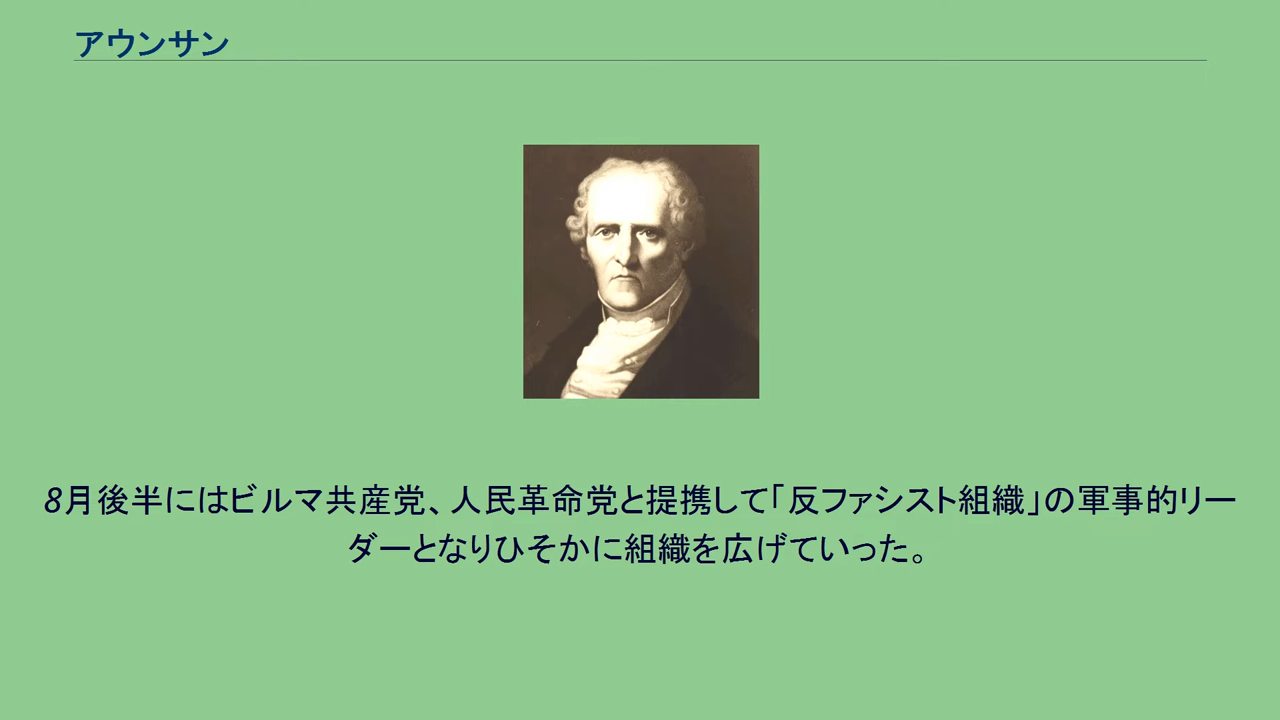 アウンサン
8月後半にはビルマ共産党、人民革命党と提携して「反ファシスト組織」の軍事的リー
ダーとなりひそかに組織を広げていった。